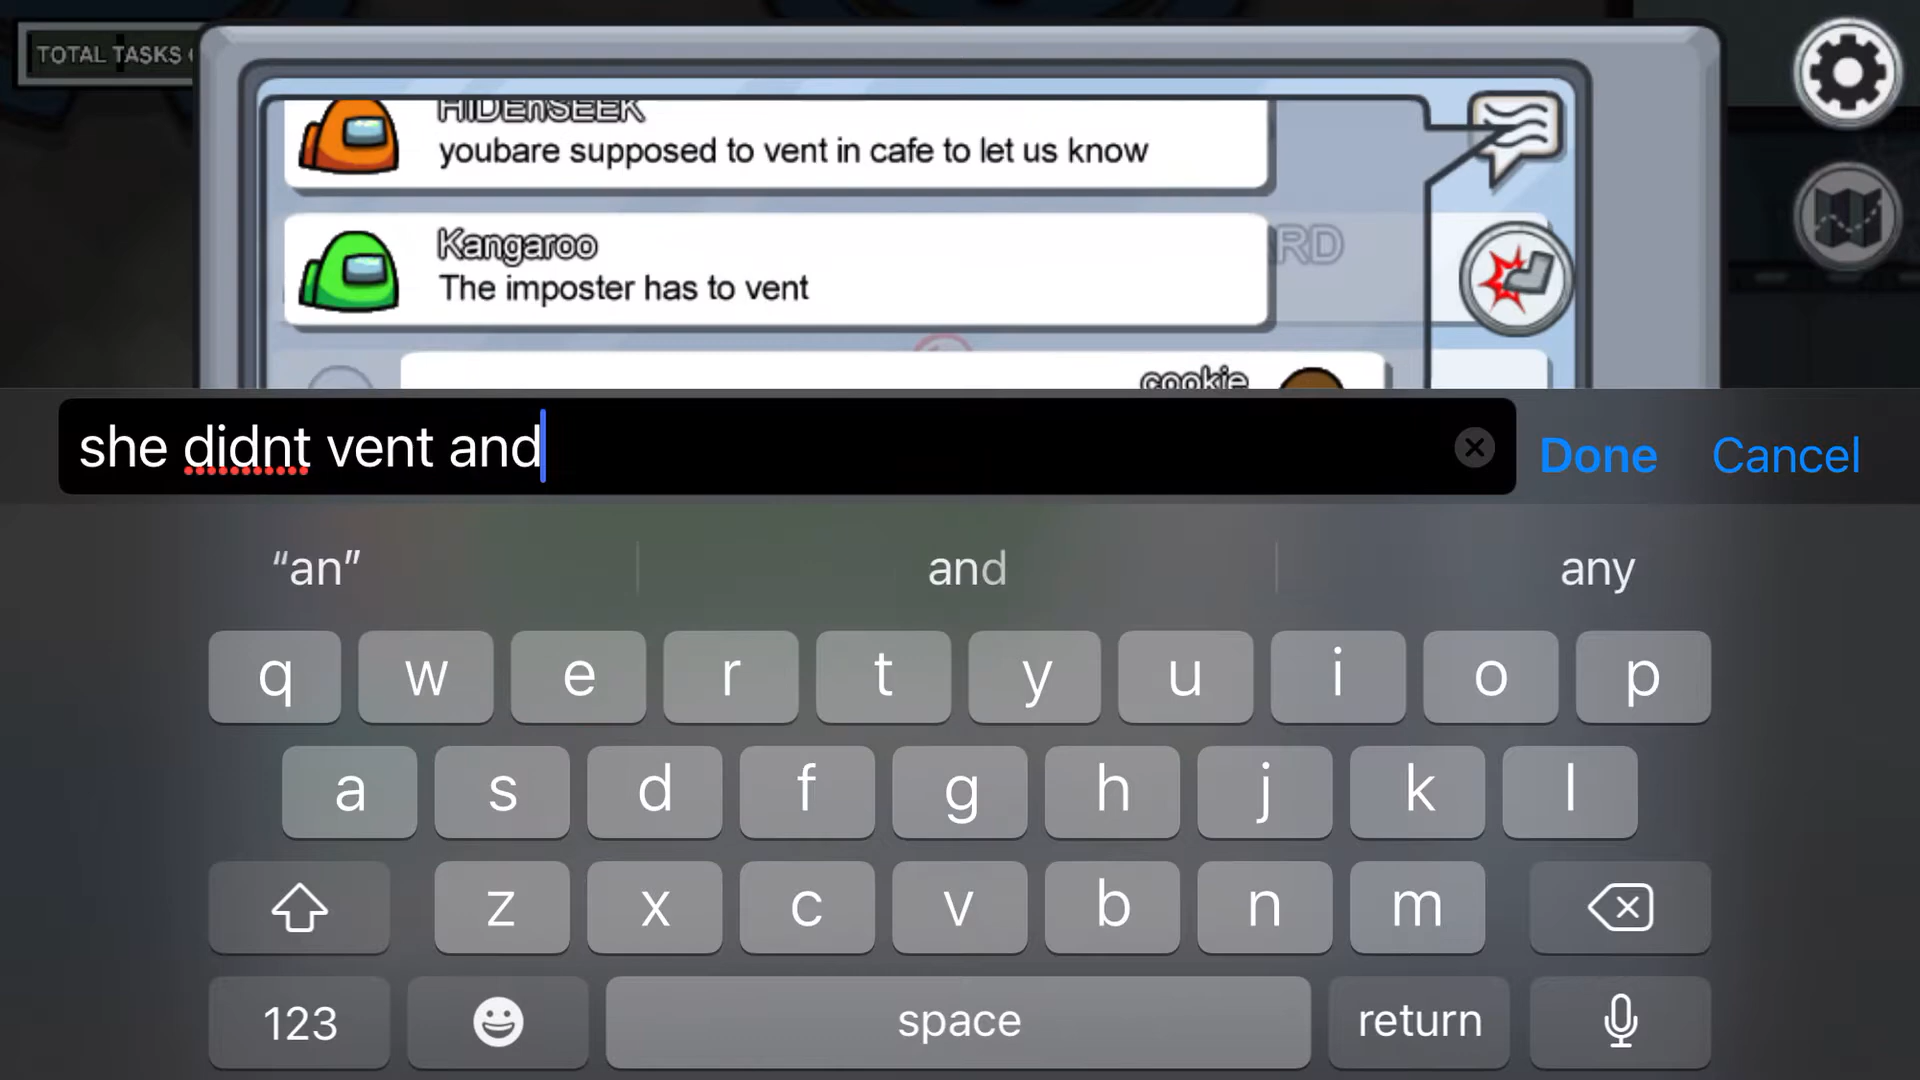 TOTAL TASKS
HIDEnSEEK
youbare supposed to vent in cafe to let us know
Kangaroo
The imposter has to vent
RD
cookie
she didnt vent and
Done
Cancel
“an”
and
any
q w e r t y u i o p
a s d f g h j k l
z x c v b n m
123
space
return